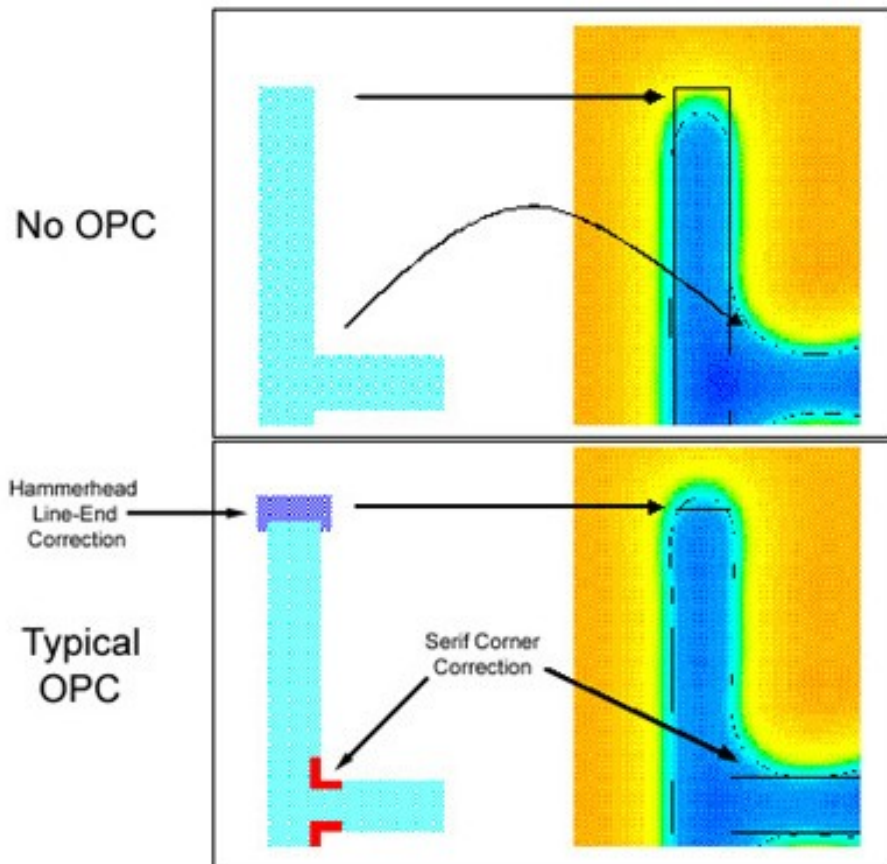 No OPC
Hammerhead
Line-End
Correction
Typical
OPC
Serif Corner
Correction